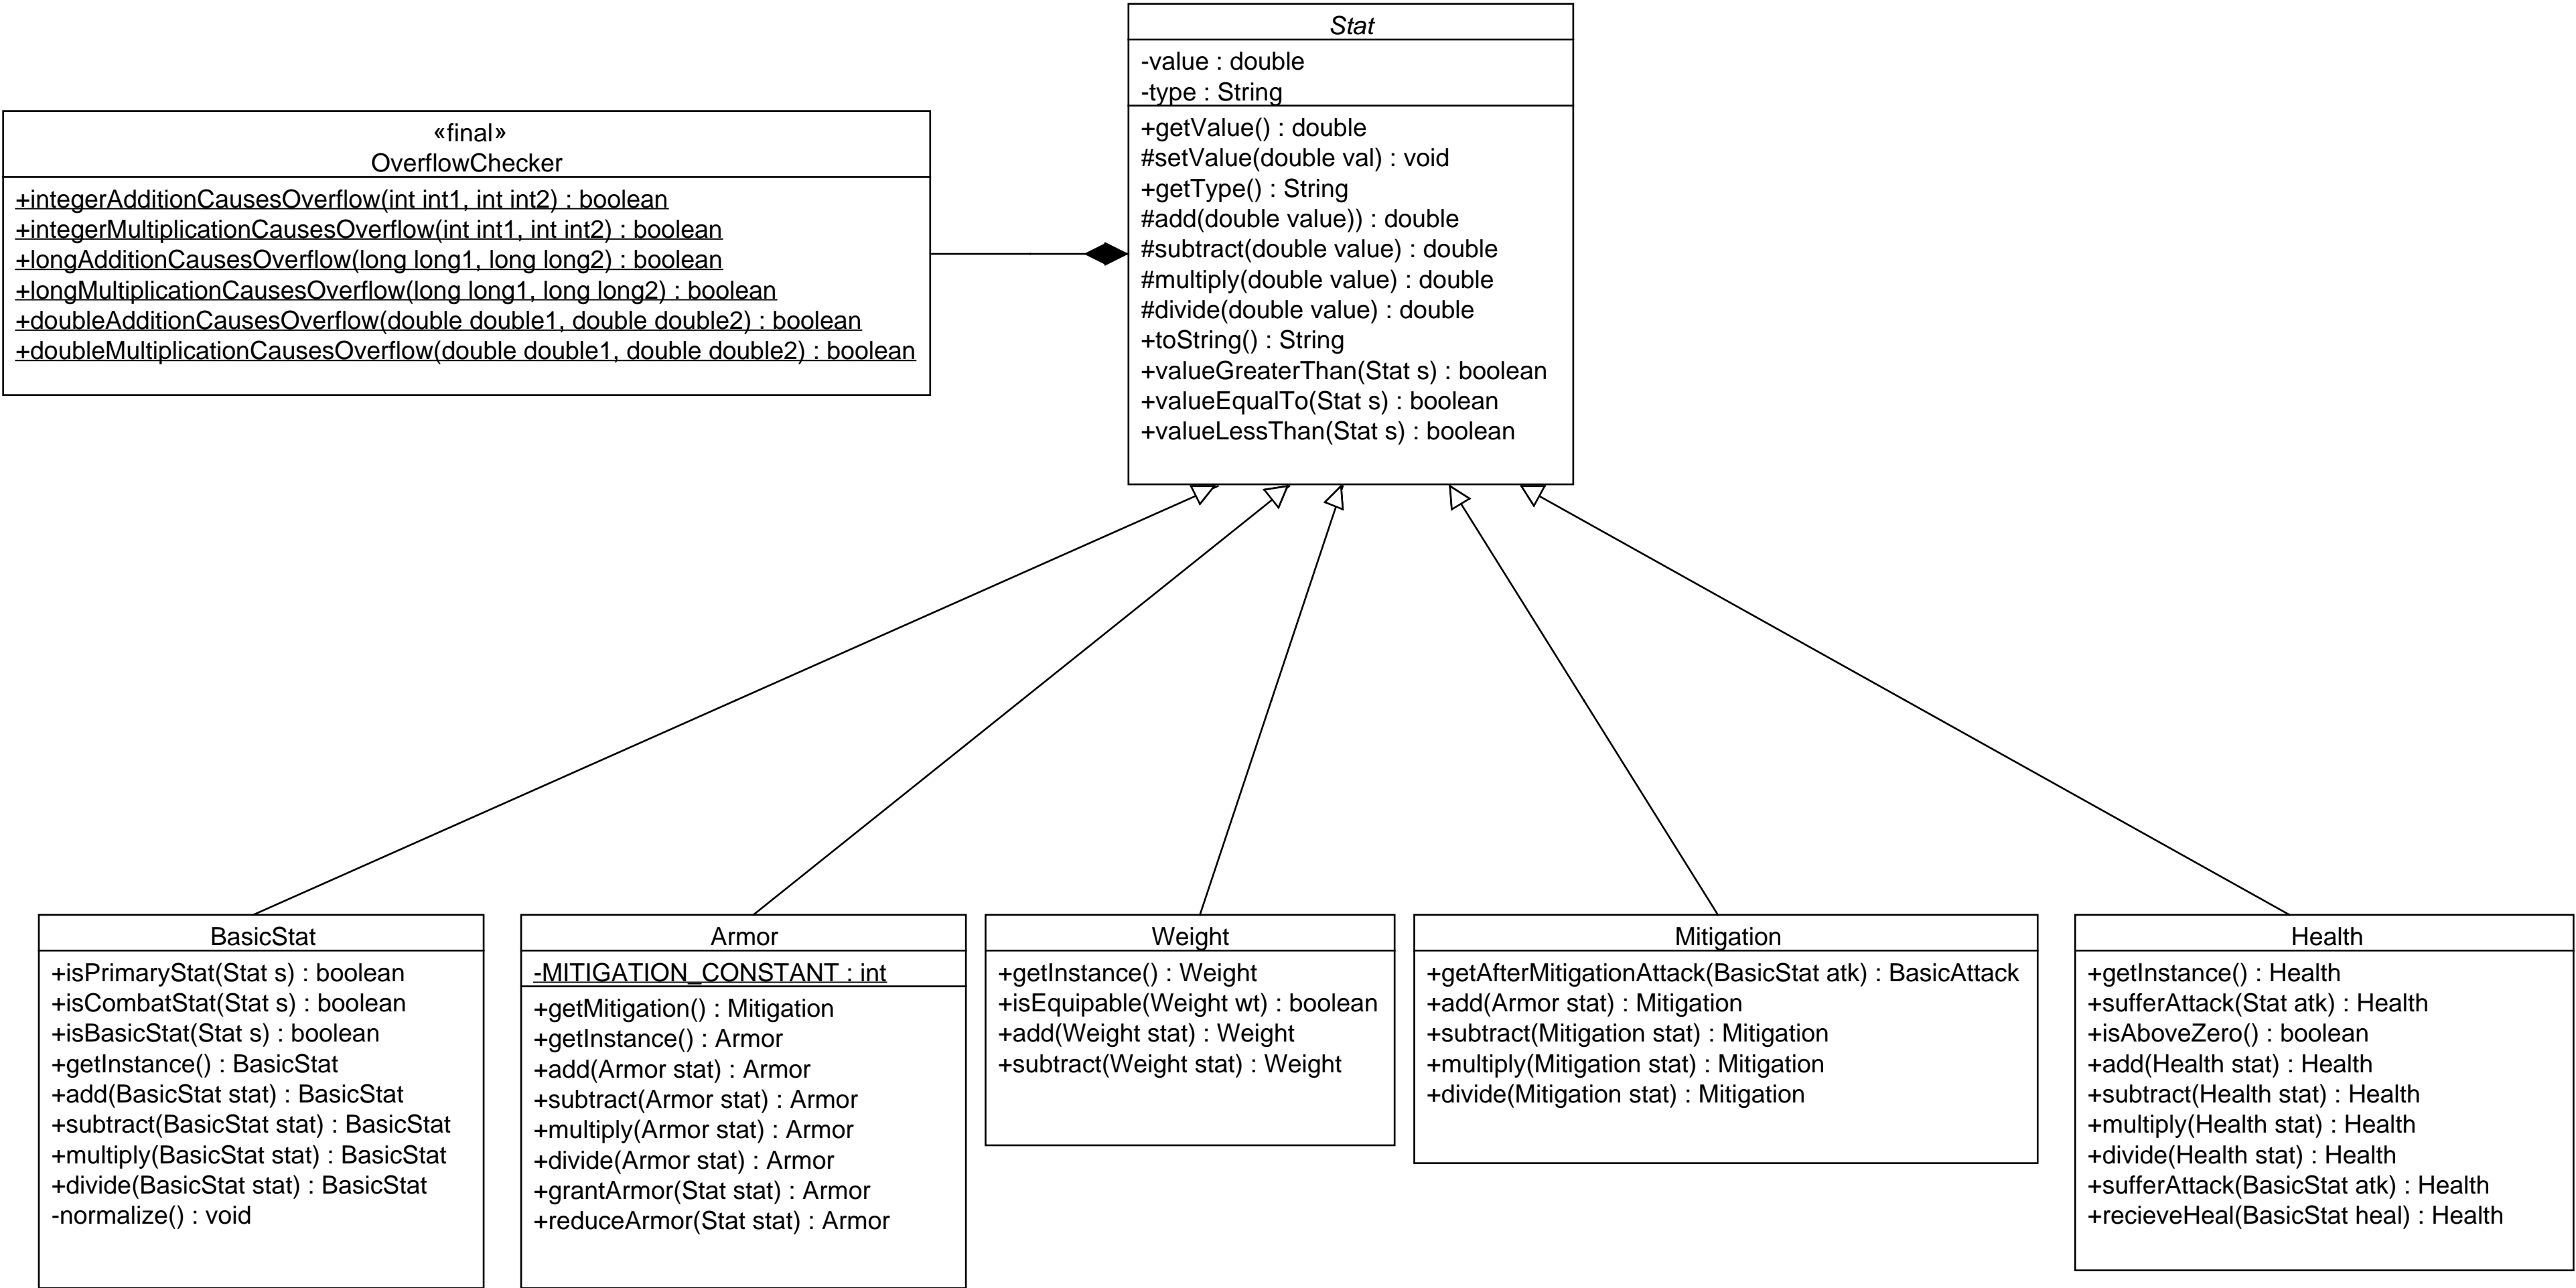 Stat
-value : double
-type : String
+getValue() : double
#setValue(double val) : void
+getType() : String
#add(double value)) : double
#subtract(double value) : double
#multiply(double value) : double
#divide(double value) : double
+toString() : String
+valueGreaterThan(Stat s) : boolean
+valueEqualTo(Stat s) : boolean
+valueLessThan(Stat s) : boolean
«final»
OverflowChecker
+integerAdditionCausesOverflow(int int1, int int2) : boolean
+integerMultiplicationCausesOverflow(int int1, int int2) : boolean
+longAdditionCausesOverflow(long long1, long long2) : boolean
+longMultiplicationCausesOverflow(long long1, long long2) : boolean
+doubleAdditionCausesOverflow(double double1, double double2) : boolean
+doubleMultiplicationCausesOverflow(double double1, double double2) : boolean
BasicStat
+isPrimaryStat(Stat s) : boolean
+isCombatStat(Stat s) : boolean
+isBasicStat(Stat s) : boolean
+getInstance() : BasicStat
+add(BasicStat stat) : BasicStat
+subtract(BasicStat stat) : BasicStat
+multiply(BasicStat stat) : BasicStat
+divide(BasicStat stat) : BasicStat
-normalize() : void
Armor
-MITIGATION_CONSTANT : int
+getMitigation() : Mitigation
+getInstance() : Armor
+add(Armor stat) : Armor
+subtract(Armor stat) : Armor
+multiply(Armor stat) : Armor
+divide(Armor stat) : Armor
+grantArmor(Stat stat) : Armor
+reduceArmor(Stat stat) : Armor
Weight
+getInstance() : Weight
+isEquipable(Weight wt) : boolean
+add(Weight stat) : Weight
+subtract(Weight stat) : Weight
Mitigation
+getAfterMitigationAttack(BasicStat atk) : BasicAttack
+add(Armor stat) : Mitigation
+subtract(Mitigation stat) : Mitigation
+multiply(Mitigation stat) : Mitigation
+divide(Mitigation stat) : Mitigation
Health
+getInstance() : Health
+sufferAttack(Stat atk) : Health
+isAboveZero() : boolean
+add(Health stat) : Health
+subtract(Health stat) : Health
+multiply(Health stat) : Health
+divide(Health stat) : Health
+sufferAttack(BasicStat atk) : Health
+recieveHeal(BasicStat heal) : Health